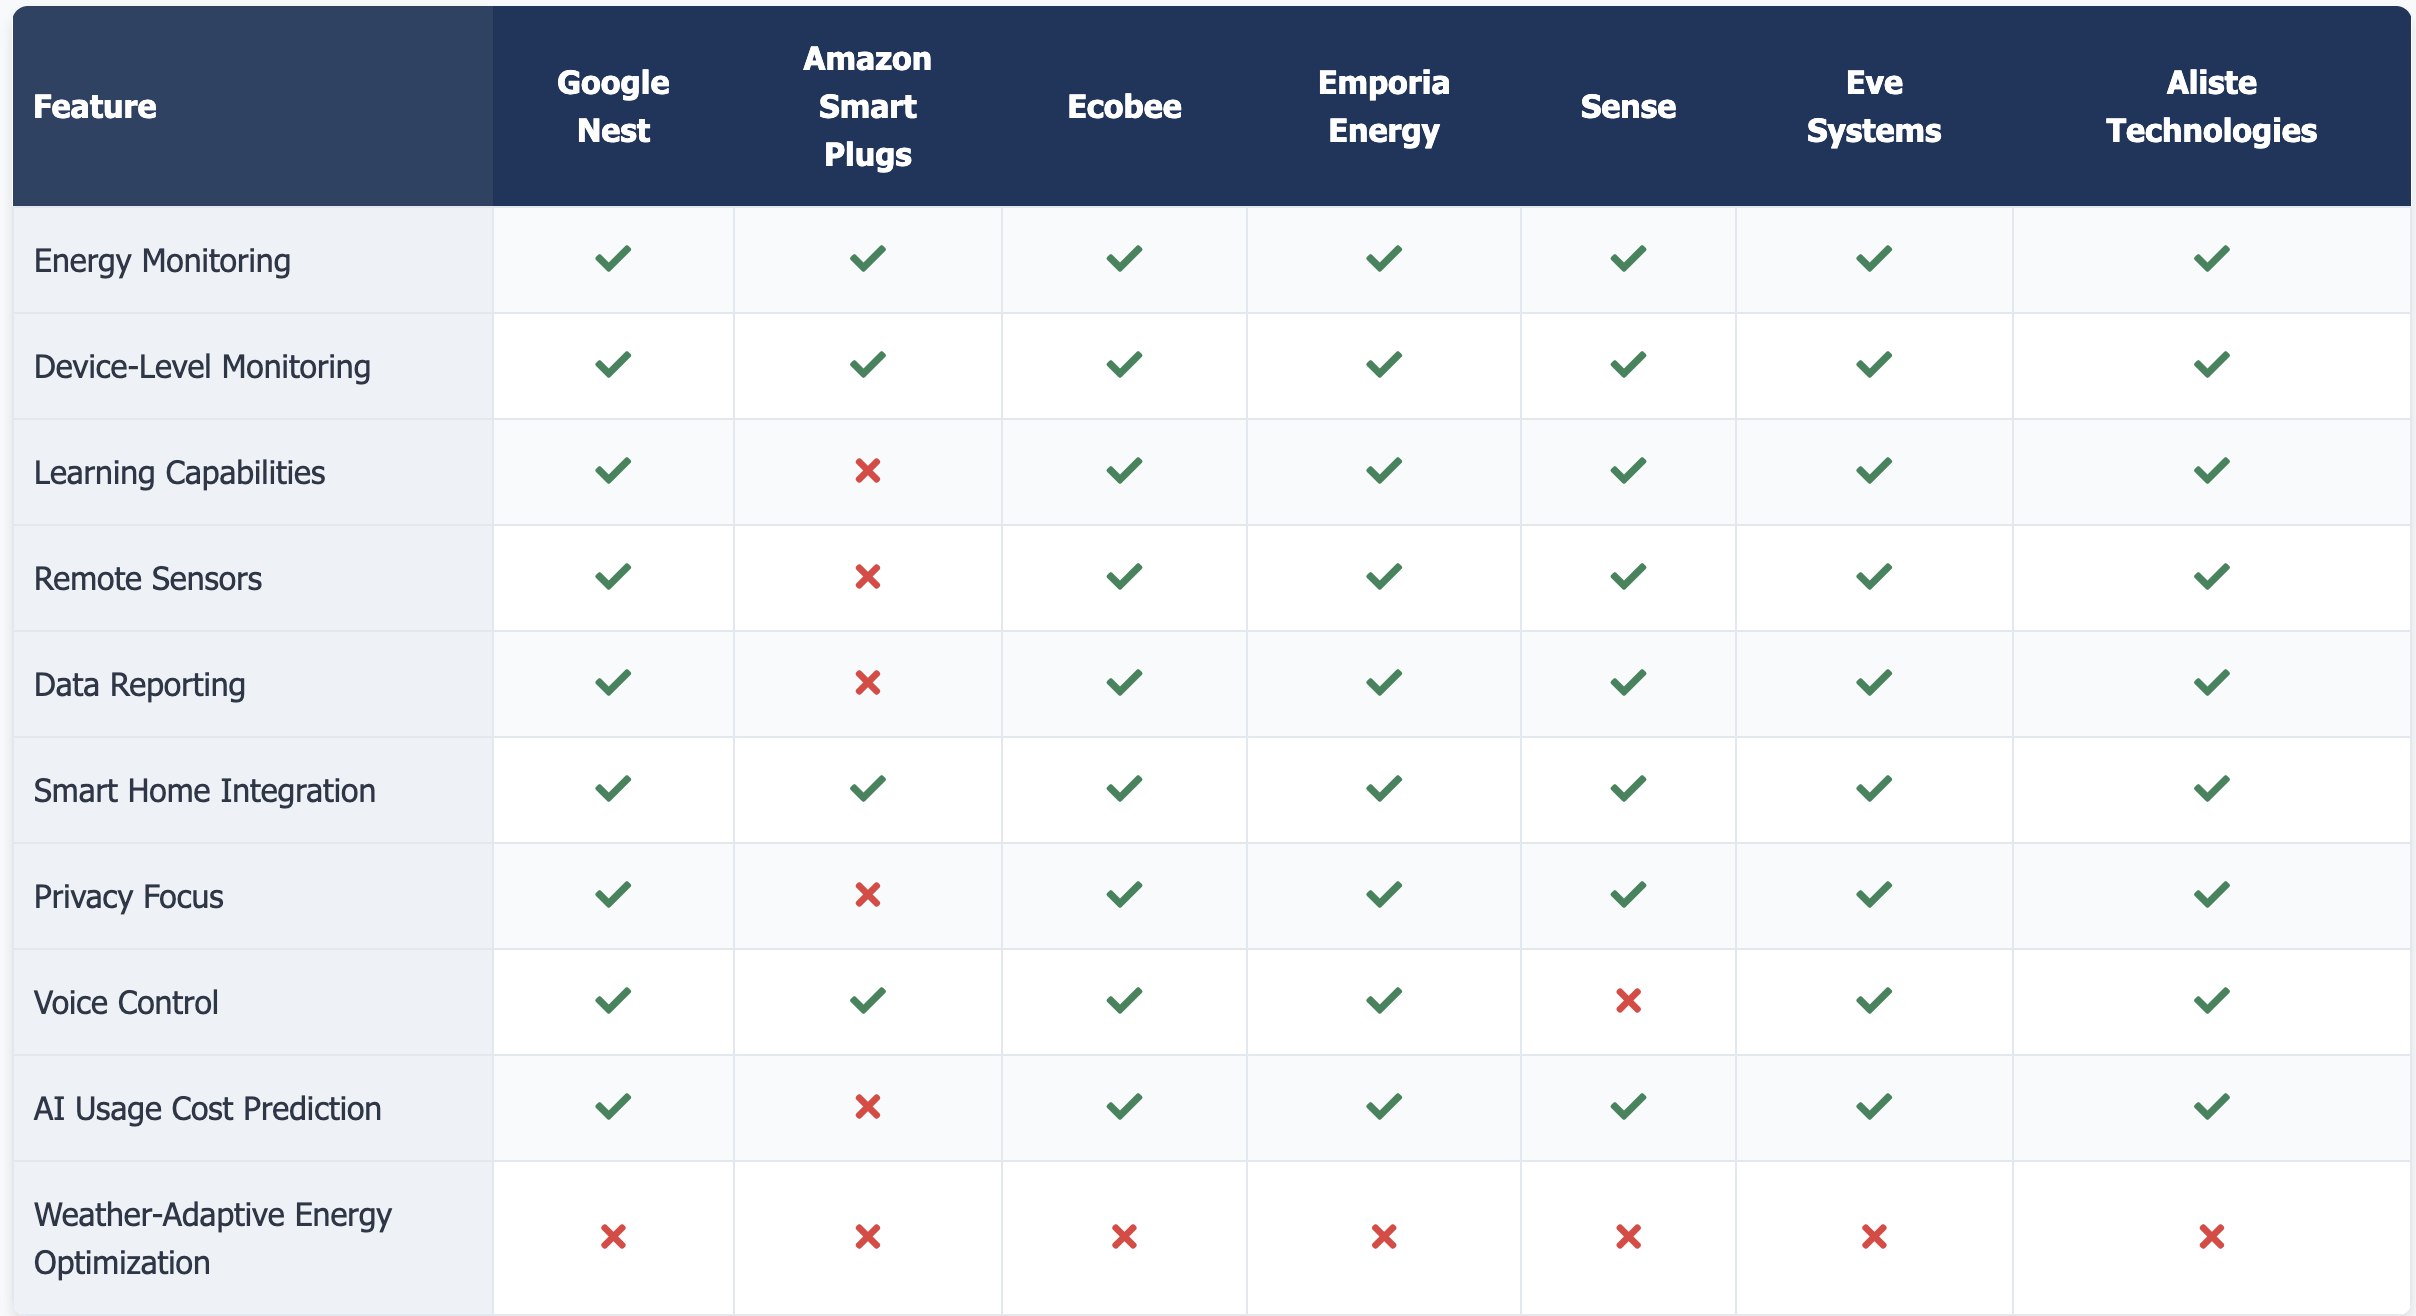 Feature
Google
Nest
Amazon
Smart
Plugs
Ecobee
Emporia
Energy
Sense
Eve
Systems
Aliste
Technologies
Energy Monitoring
Device-Level Monitoring
Learning Capabilities
Remote Sensors
Data Reporting
Smart Home Integration
Privacy Focus
Voice Control
AI Usage Cost Prediction
Weather-Adaptive Energy
Optimization